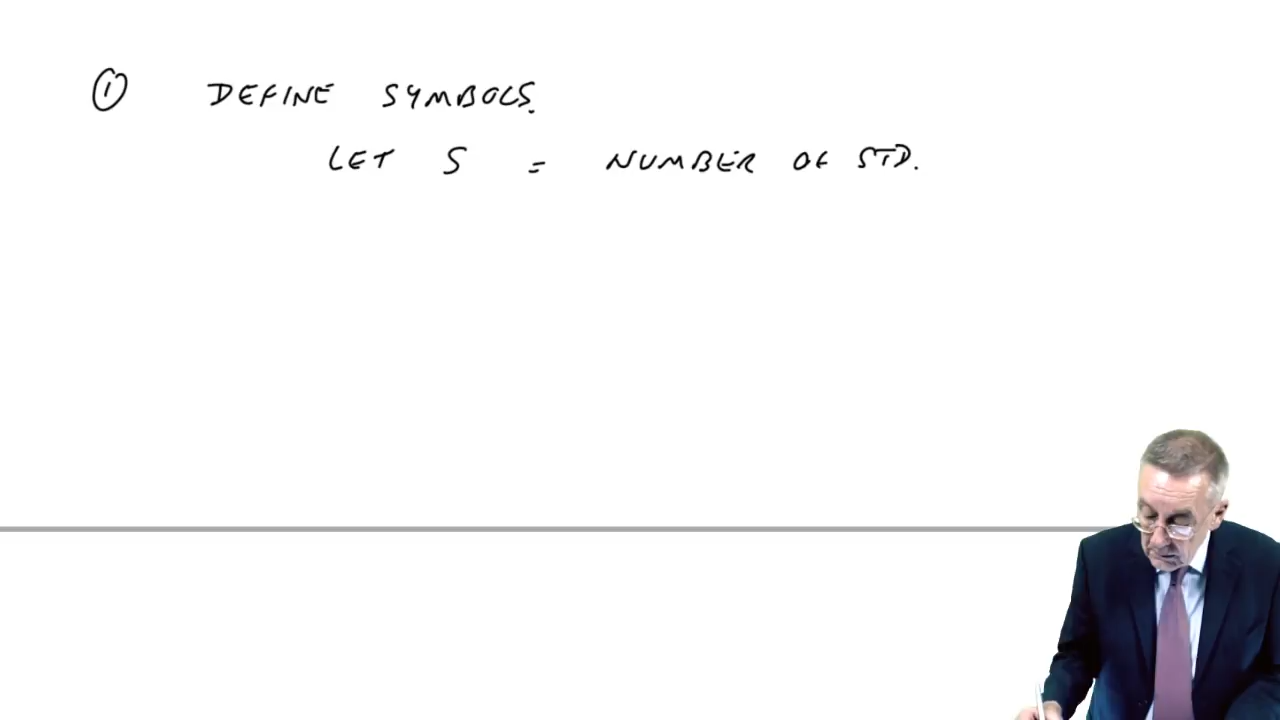 ① DEFINE SYMBOLS.
LET S = NUMBER OF STD.